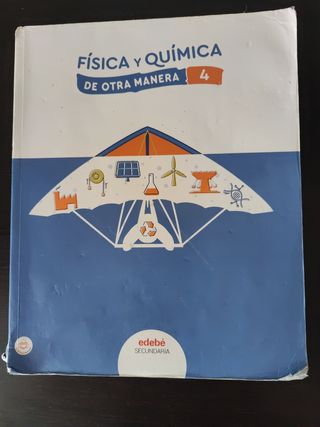 FÍSICA Y QUÍMICA
DE OTRA MANERA 4
edebé
SECUNDARIA